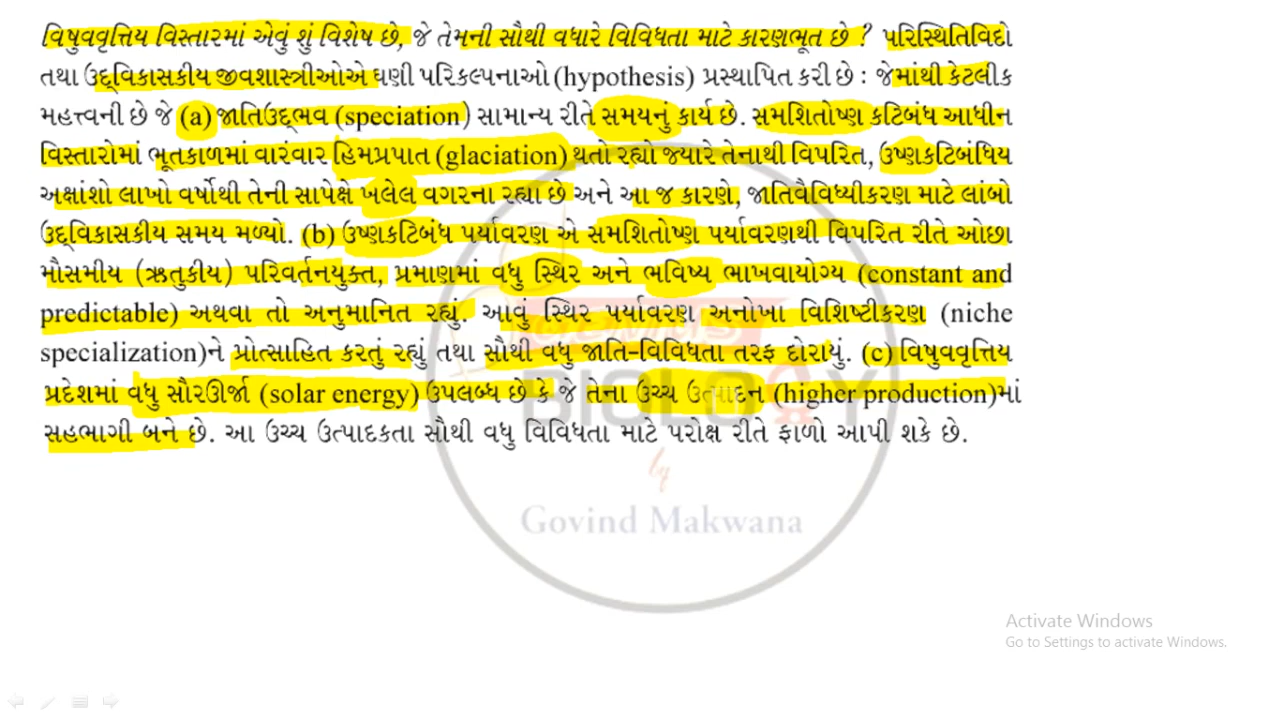 વિષુવવૃત્તિય વિસ્તારમાં એવું શું વિશેષ છે, જે તેમની સૌથી વધારે વિવિધતા માટે કારણભૂત છે ? પરિસ્થિતિવિદો
તથા ઉદ્દવિકાસકીય જીવશાસ્ત્રીઓએ ઘણી પરિકલ્પનાઓ (hypothesis) પ્રસ્થાપિત કરી છે : જેમાંથી કેટલીક
મહત્ત્વની છે જે (a) જાતિઉદ્ભવ (speciation) સામાન્ય રીતે સમયનું કાર્ય છે. સમશિતોષ્ણ કટિબંધ આધીન
વિસ્તારોમાં ભૂતકાળમાં વારંવાર હિમપ્રપાત (glaciation) થતો રહ્યો જ્યારે તેનાથી વિપરિત, ઉષ્ણકટિબંધિય
અક્ષાંશો લાખો વર્ષોથી તેની સાપેક્ષે ખલેલ વગરના રહ્યા છે અને આ જ કારણે, જાતિવૈવિધ્યીકરણ માટે લાંબો
ઉદ્દવિકાસકીય સમય મળ્યો. (b) ઉષ્ણકટિબંધ પર્યાવરણ એ સમશિતોષ્ણ પર્યાવરણથી વિપરિત રીતે ઓછા
મૌસમીય (ઋતુકીય) પરિવર્તનયુક્ત, પ્રમાણમાં વધુ સ્થિર અને ભવિષ્ય ભાખવાયોગ્ય (constant and
predictable) અથવા તો અનુમાનિત રહ્યું. આવું સ્થિર પર્યાવરણ અનોખા વિશિષ્ટીકરણ (niche
specialization)ને પ્રોત્સાહિત કરતું રહ્યું તથા સૌથી વધુ જાતિ-વિવિધતા તરફ દોરાયું. (c) વિષુવવૃત્તિય
પ્રદેશમાં વધુ સૌરઊર્જા (solar energy) ઉપલબ્ધ છે કે જે તેના ઉચ્ચ ઉત્પાદન (higher production)માં
સહભાગી બને છે. આ ઉચ્ચ ઉત્પાદકતા સૌથી વધુ વિવિધતા માટે પરોક્ષ રીતે ફાળો આપી શકે છે.
BIOLOGY
by
Govind Makwana
Activate Windows
Go to Settings to activate Windows.